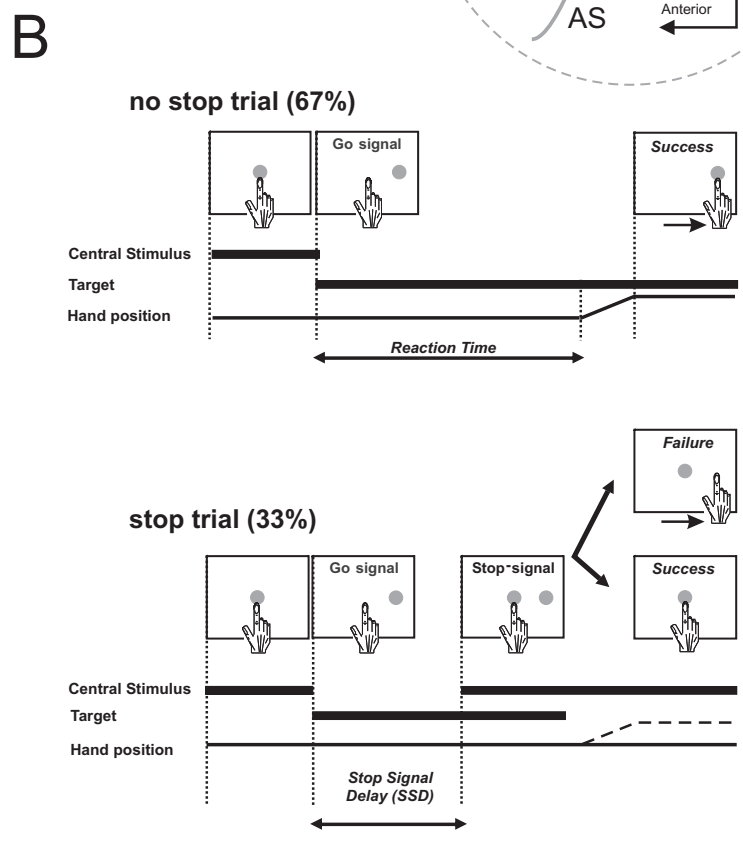 B
AS
Anterior
no stop trial (67%)
Go signal
Success
Central Stimulus
Target
Hand position
Reaction Time
Failure
stop trial (33%)
Go signal
Stop-signal
Success
Central Stimulus
Target
Hand position
Stop Signal
Delay (SSD)